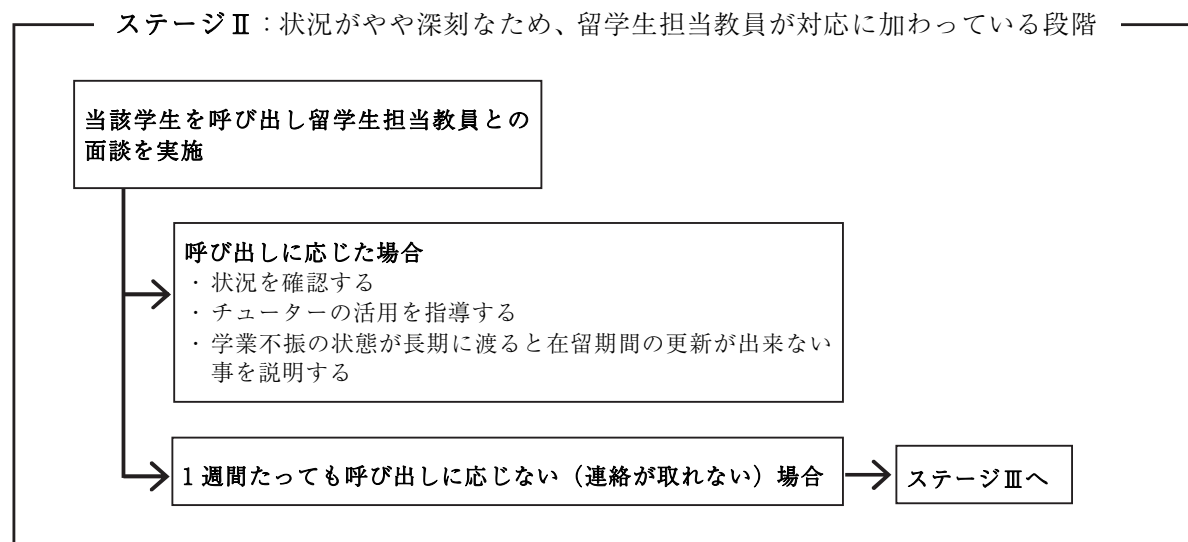 ステージⅡ：状況がやや深刻なため、留学生担当教員が対応に加わっている段階
当該学生を呼び出し留学生担当教員との
面談を実施
呼び出しに応じた場合
・状況を確認する
・チューターの活用を指導する
・学業不振の状態が長期に渡ると在留期間の更新が出来ない
事を説明する
1週間たっても呼び出しに応じない（連絡が取れない）場合
ステージⅢへ